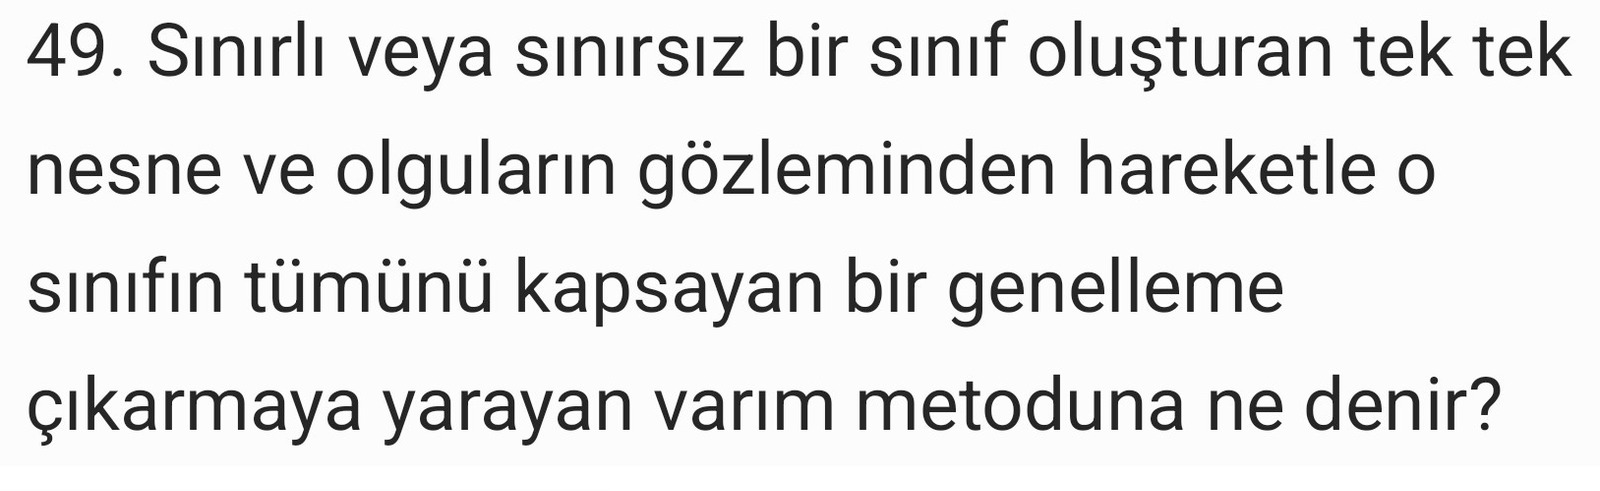 49. Sınırlı veya sınırsız bir sınıf oluşturan tek tek
nesne ve olguların gözleminden hareketle o
sınıfın tümünü kapsayan bir genelleme
çıkarmaya yarayan varım metoduna ne denir?